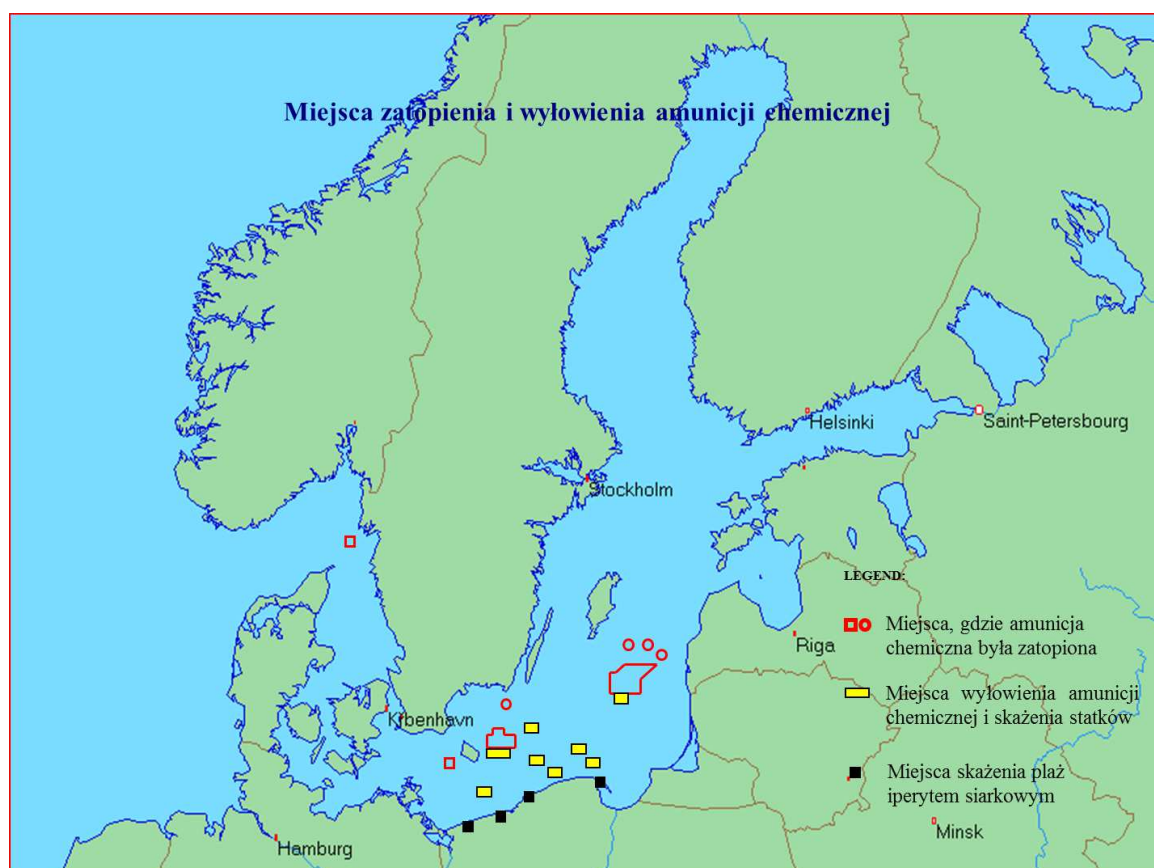 Miejsca zatopienia i wyłowienia amunicji chemicznej
Helsinki
Saint-Petersbourg
Stockholm
LEGEND:
Miejsca, gdzie amunicja
chemiczna była zatopiona
Riga
Miejsca wyłowienia amunicji
chemicznej i skażenia statków
Kłbenhavn
Miejsca skażenia plaż
iperytem siarkowym
Minsk
Hamburg